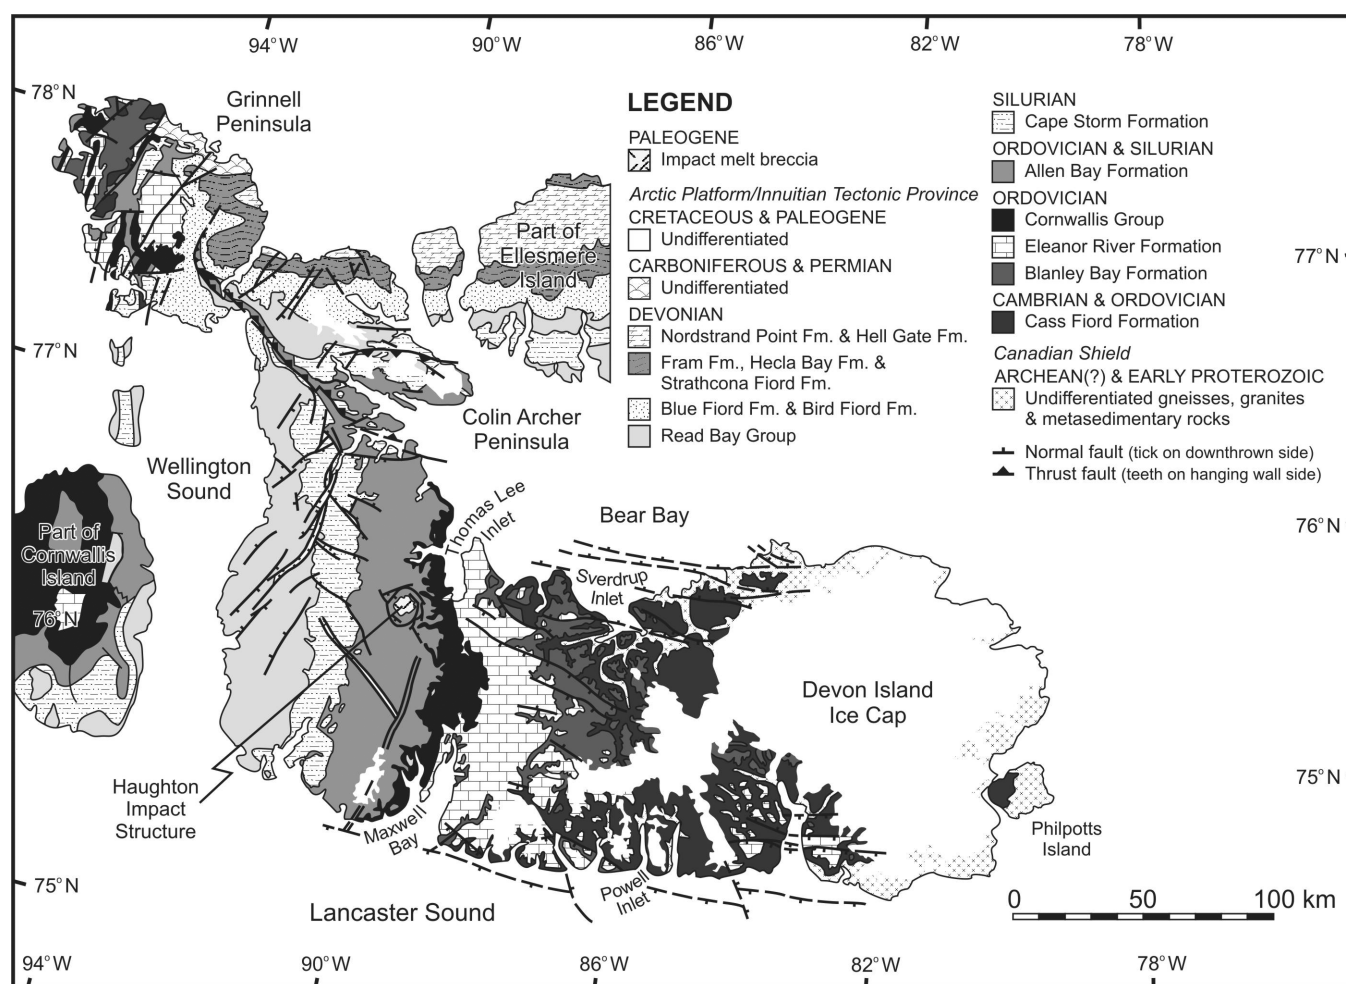 94°W
90°W
86°W
82°W
78°W
78°N
77°N
76°N
75°N
77°N
76°N
75°N
94°W
90°W
86°W
82°W
78°W
Grinnell
Peninsula
Part of
Ellesmere
Island
Colin Archer
Peninsula
Wellington
Sound
Part of
Cornwallis
Island
Thomas Lee
Inlet
Bear Bay
Sverdrup
Inlet
Devon Island
Ice Cap
Haughton
Impact
Structure
Maxwell
Bay
Powell
Inlet
Philpotts
Island
Lancaster Sound
LEGEND
PALEOGENE
Impact melt breccia
Arctic Platform/Innuitian Tectonic Province
CRETACEOUS & PALEOGENE
Undifferentiated
CARBONIFEROUS & PERMIAN
Undifferentiated
DEVONIAN
Nordstrand Point Fm. & Hell Gate Fm.
Fram Fm., Hecla Bay Fm. &
Strathcona Fiord Fm.
Blue Fiord Fm. & Bird Fiord Fm.
Read Bay Group
SILURIAN
Cape Storm Formation
ORDOVICIAN & SILURIAN
Allen Bay Formation
ORDOVICIAN
Cornwallis Group
Eleanor River Formation
Blanley Bay Formation
CAMBRIAN & ORDOVICIAN
Cass Fiord Formation
Canadian Shield
ARCHEAN(?) & EARLY PROTEROZOIC
Undifferentiated gneisses, granites
& metasedimentary rocks
Normal fault (tick on downthrown side)
Thrust fault (teeth on hanging wall side)
0 50 100 km